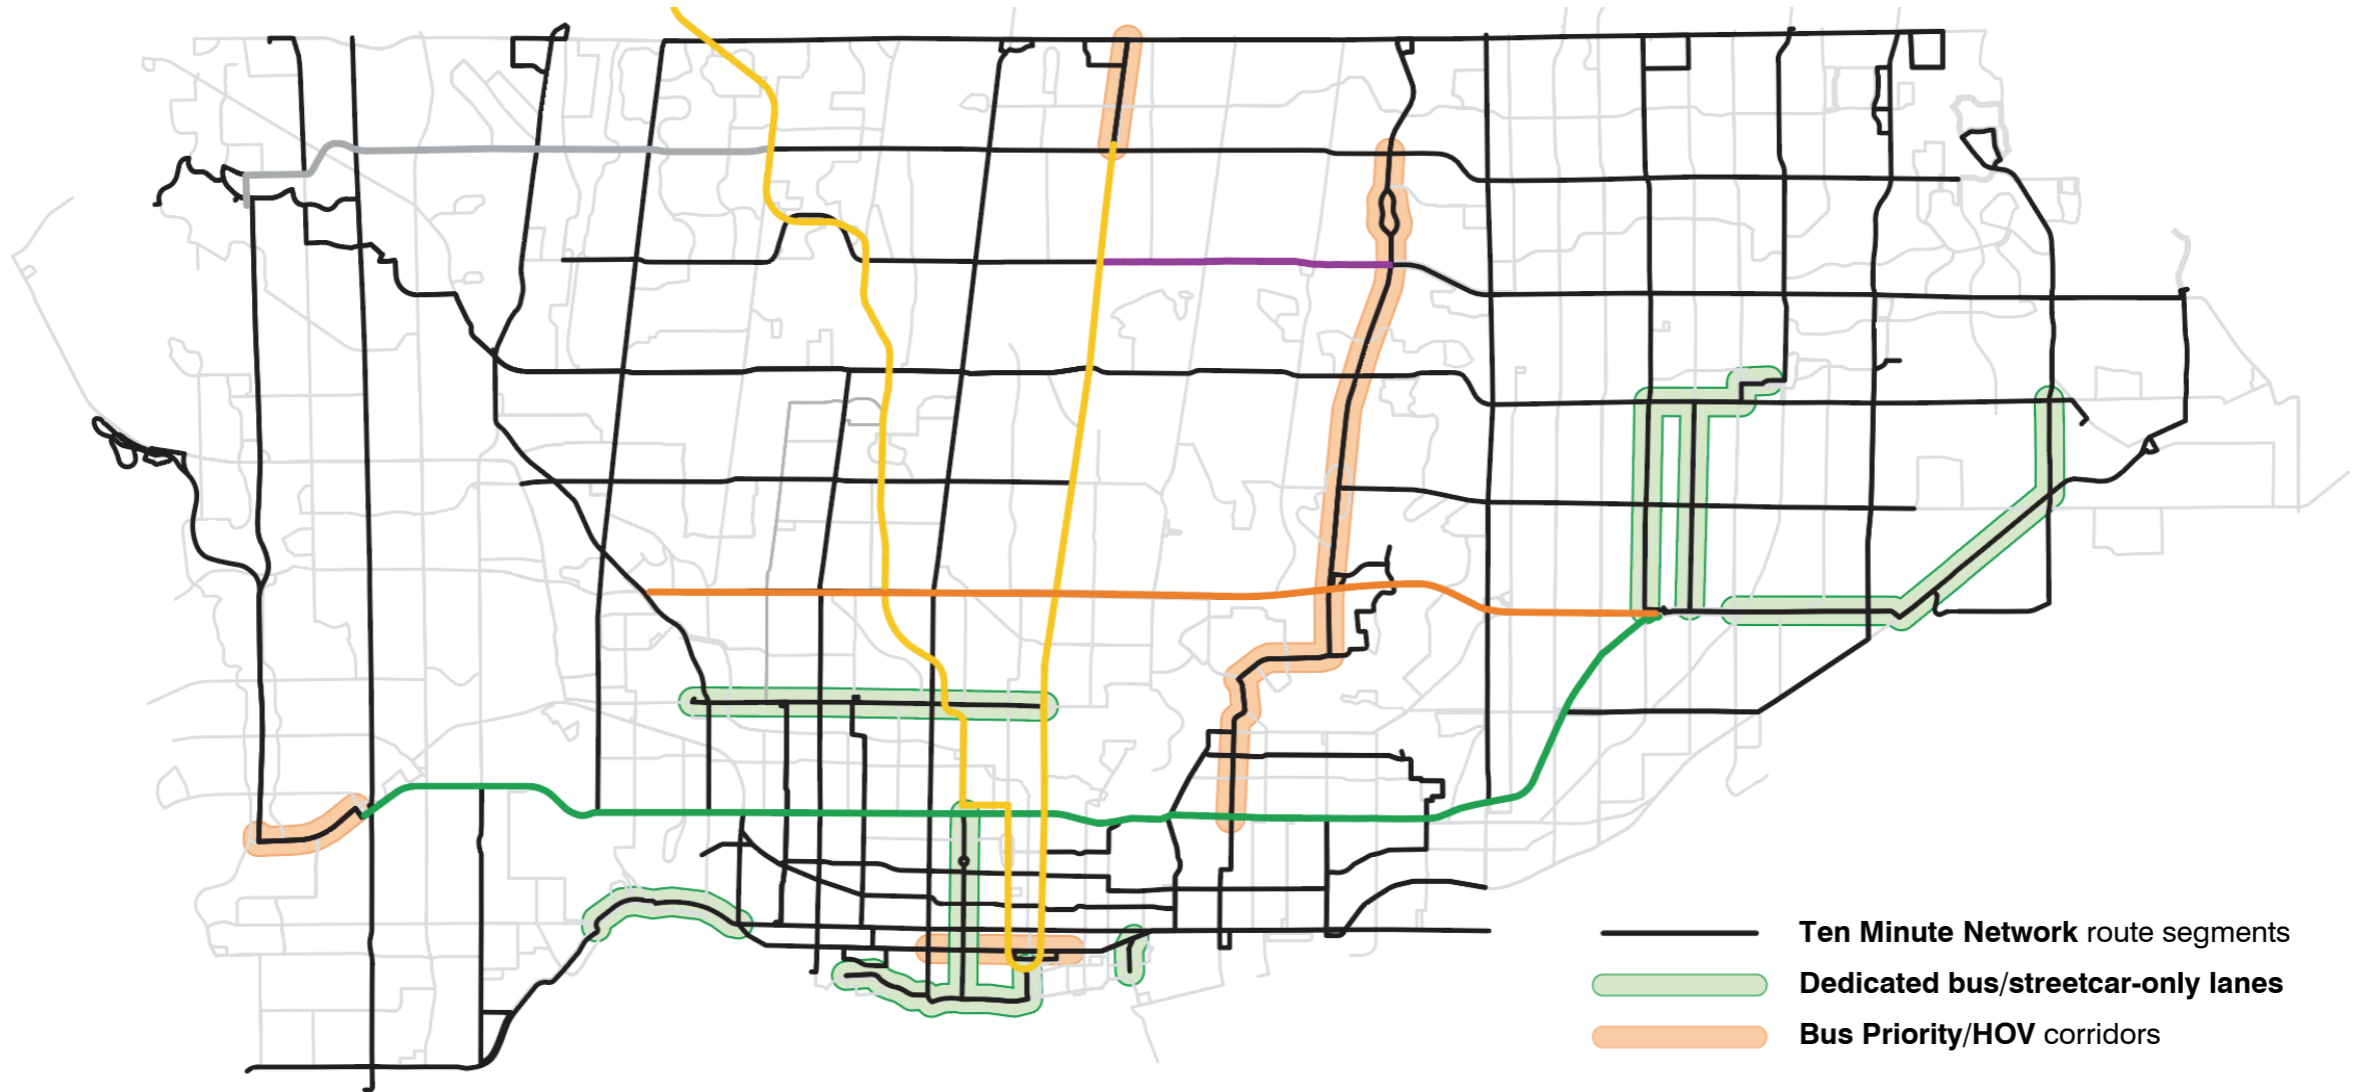 Ten Minute Network route segments
Dedicated bus/streetcar-only lanes
Bus Priority/HOV corridors